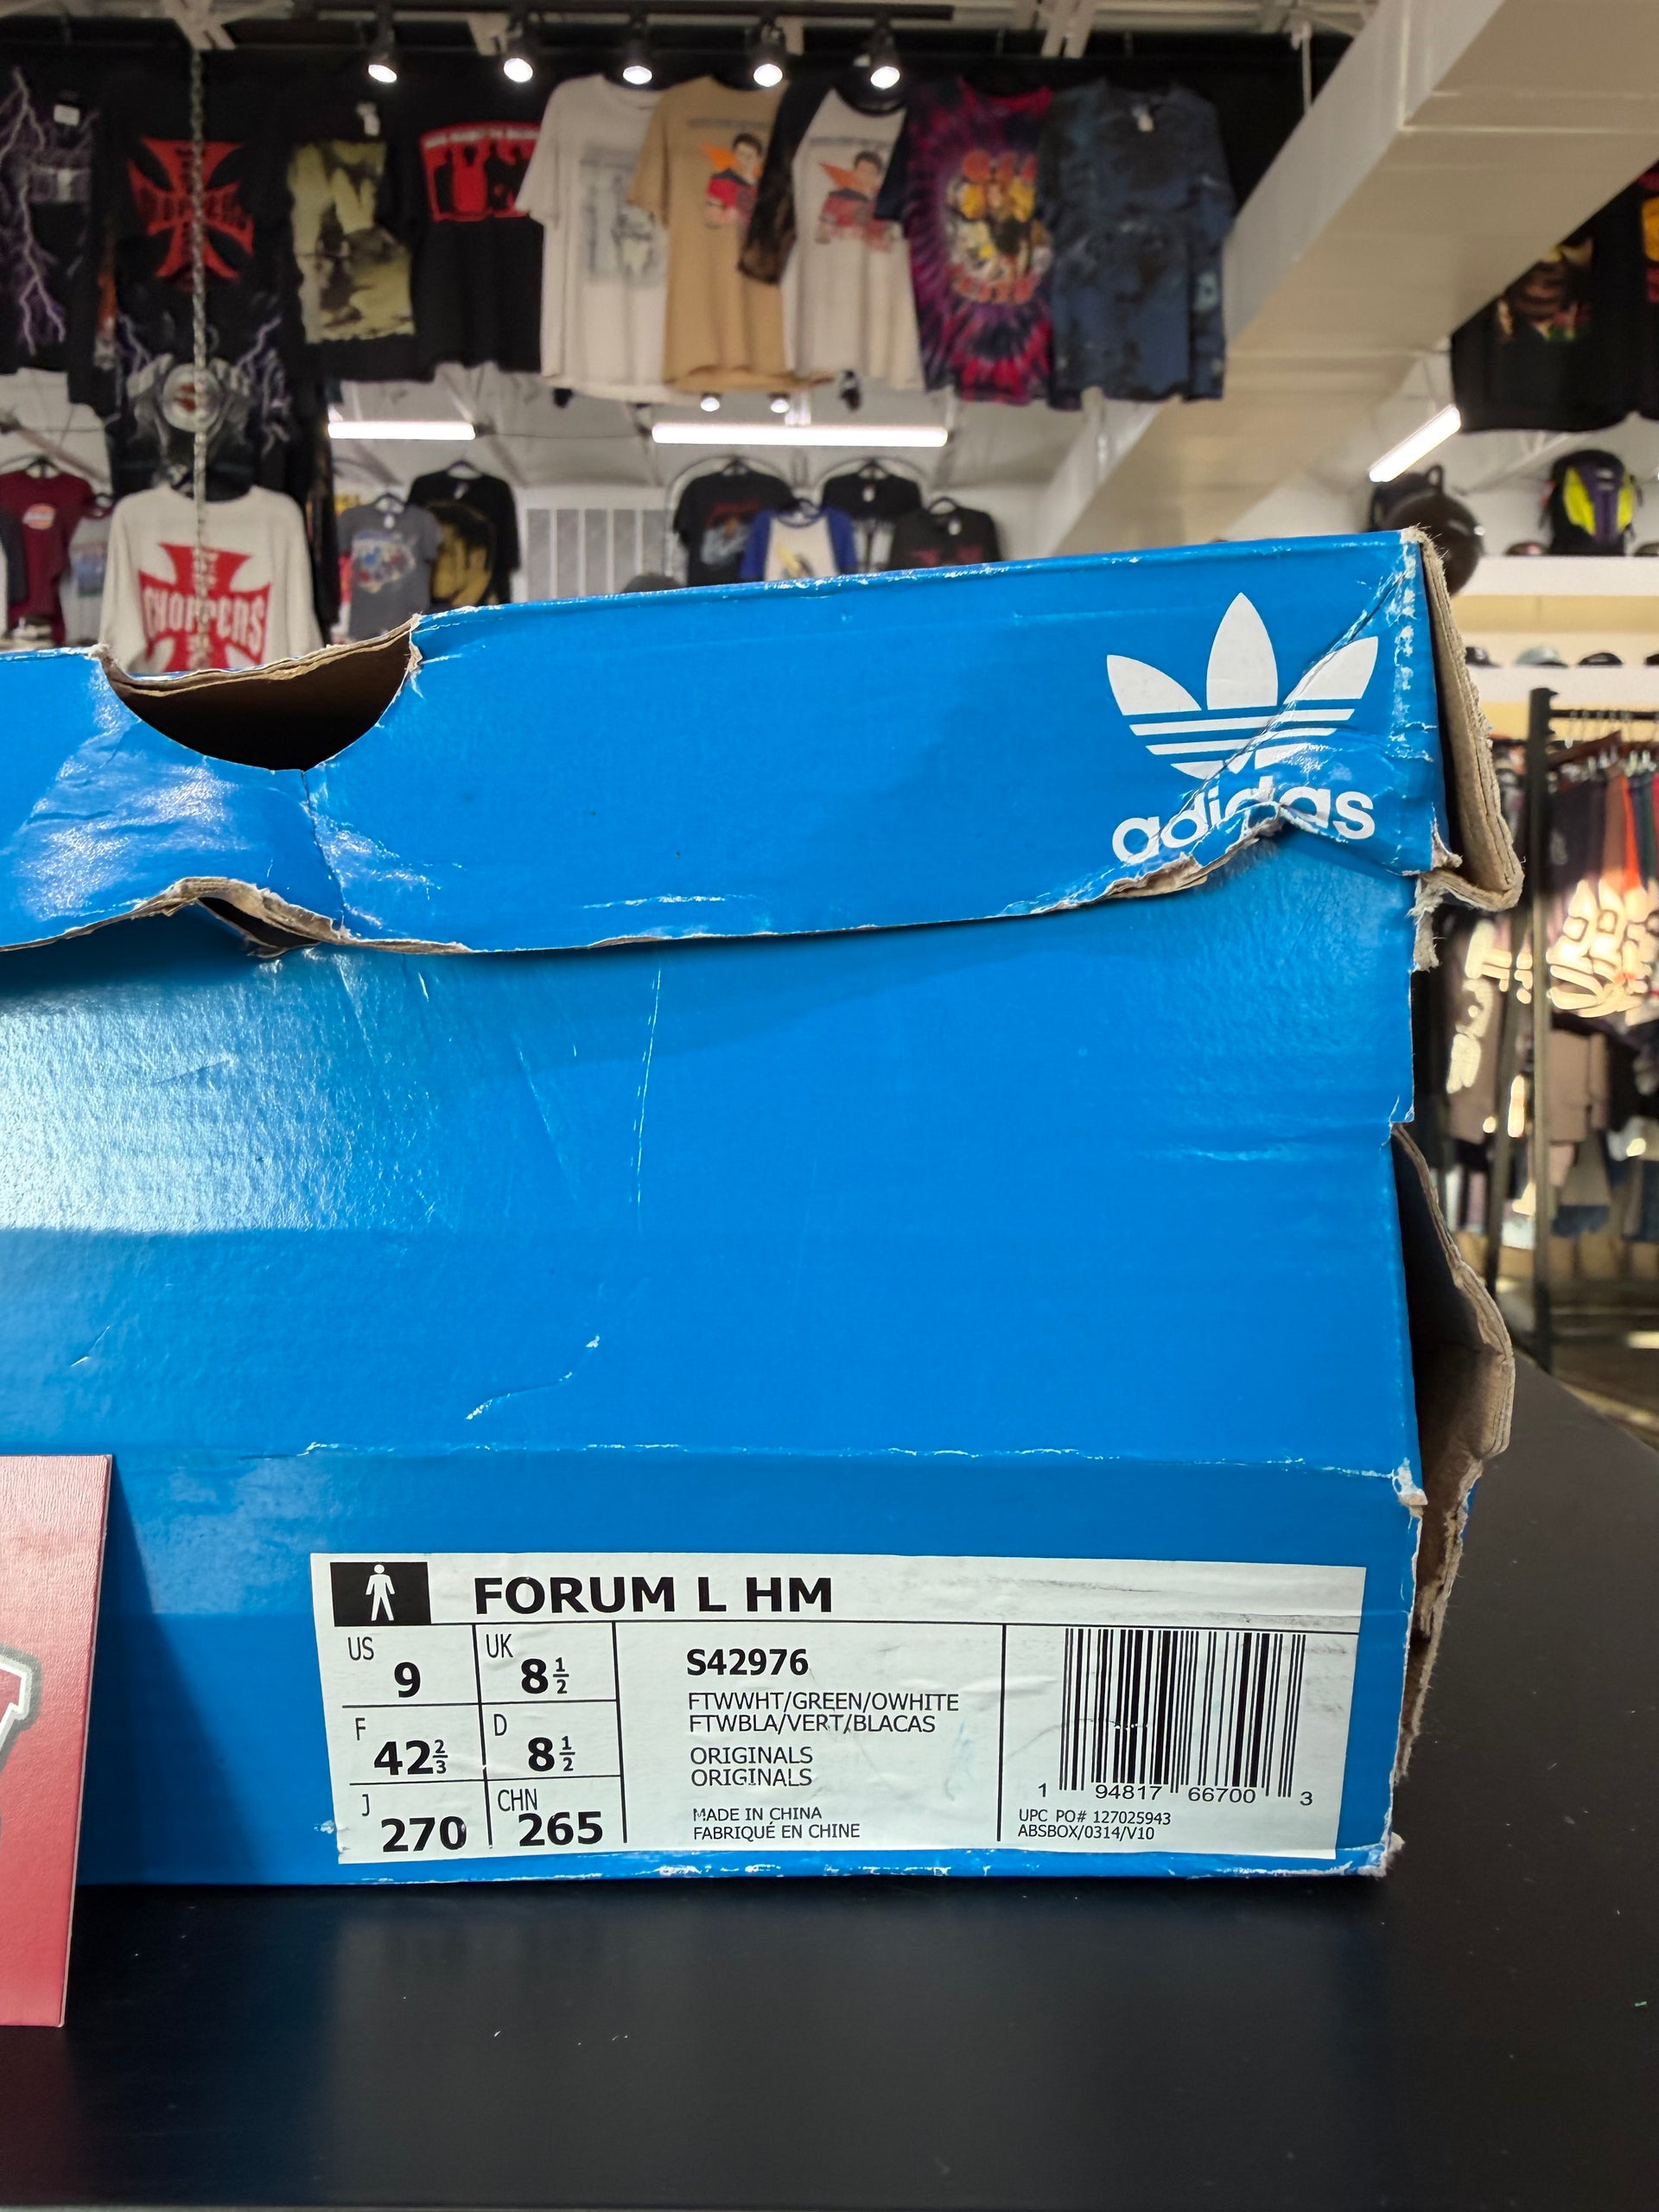 CHOPPERS
adidas
FORUM L HM
US 9
UK 8½
F 42⅔
D 8½
J 270
CHN 265
S42976
FTWWHT/GREEN/OWHITE
FTWBLA/VERT/BLACAS
ORIGINALS
ORIGINALS
MADE IN CHINA
FABRIQUÉ EN CHINE
1 94817 66700 3
UPC PO# 127025943
ABSBOX/0314/V10